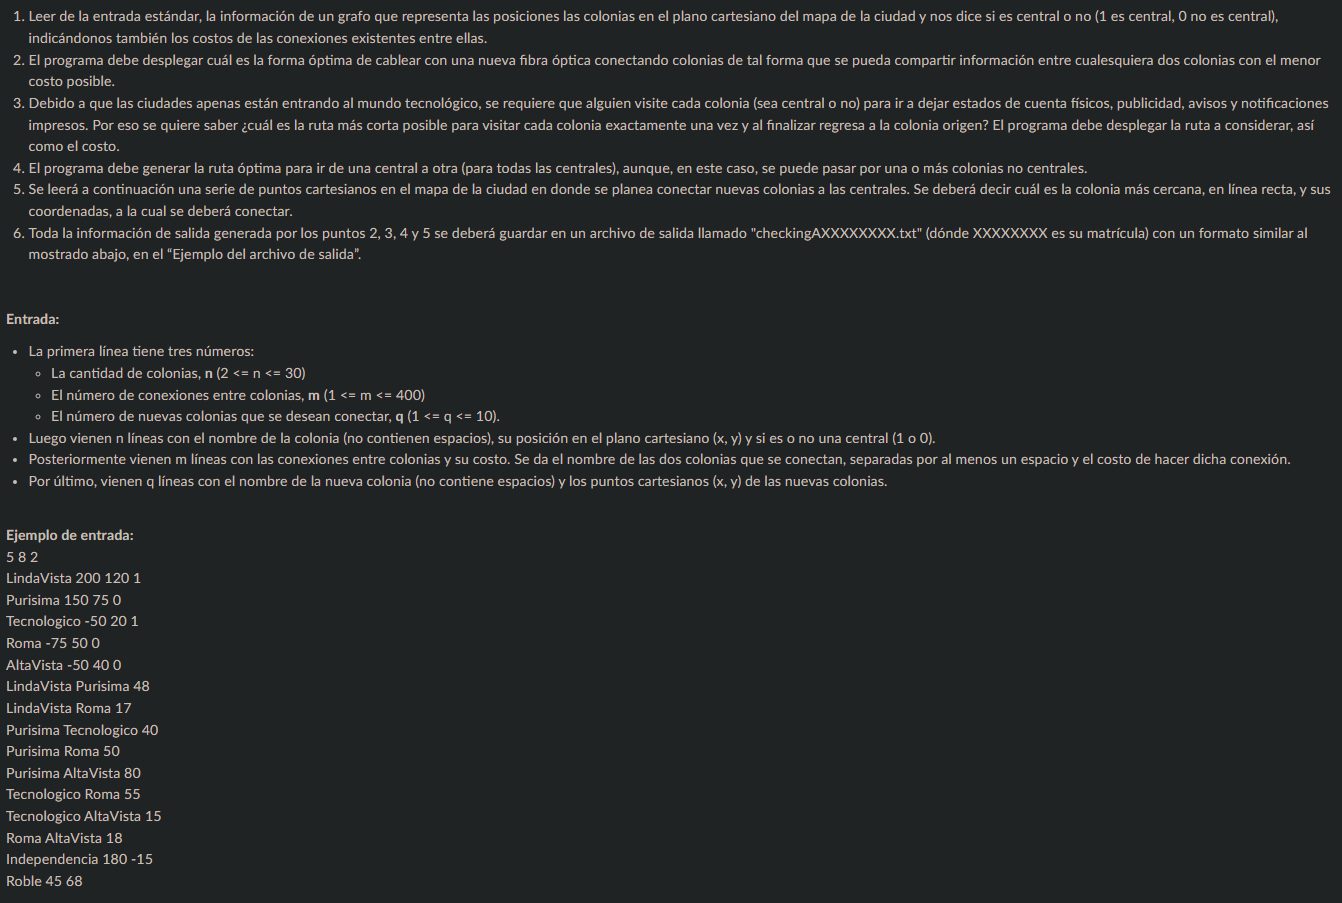 1. Leer de la entrada estándar, la información de un grafo que representa las posiciones las colonias en el plano cartesiano del mapa de la ciudad y nos dice si es central o no (1 es central, 0 no es central),
indicándonos también los costos de las conexiones existentes entre ellas.
2. El programa debe desplegar cuál es la forma óptima de cablear con una nueva fibra óptica conectando colonias de tal forma que se pueda compartir información entre cualesquiera dos colonias con el menor
costo posible.
3. Debido a que las ciudades apenas están entrando al mundo tecnológico, se requiere que alguien visite cada colonia (sea central o no) para ir a dejar estados de cuenta físicos, publicidad, avisos y notificaciones
impresos. Por eso se quiere saber ¿cuál es la ruta más corta posible para visitar cada colonia exactamente una vez y al finalizar regresa a la colonia origen? El programa debe desplegar la ruta a considerar, así
como el costo.
4. El programa debe generar la ruta óptima para ir de una central a otra (para todas las centrales), aunque, en este caso, se puede pasar por una o más colonias no centrales.
5. Se leerá a continuación una serie de puntos cartesianos en el mapa de la ciudad en donde se planea conectar nuevas colonias a las centrales. Se deberá decir cuál es la colonia más cercana, en línea recta, y sus
coordenadas, a la cual se deberá conectar.
6. Toda la información de salida generada por los puntos 2, 3, 4 y 5 se deberá guardar en un archivo de salida llamado "checkingAXXXXXXXX.txt" (dónde XXXXXXXX es su matrícula) con un formato similar al
mostrado abajo, en el “Ejemplo del archivo de salida”.
Entrada:
• La primera línea tiene tres números:
◦ La cantidad de colonias, n (2 <= n <= 30)
◦ El número de conexiones entre colonias, m (1 <= m <= 400)
◦ El número de nuevas colonias que se desean conectar, q (1 <= q <= 10).
• Luego vienen n líneas con el nombre de la colonia (no contienen espacios), su posición en el plano cartesiano (x, y) y si es o no una central (1 o 0).
• Posteriormente vienen m líneas con las conexiones entre colonias y su costo. Se da el nombre de las dos colonias que se conectan, separadas por al menos un espacio y el costo de hacer dicha conexión.
• Por último, vienen q líneas con el nombre de la nueva colonia (no contiene espacios) y los puntos cartesianos (x, y) de las nuevas colonias.
Ejemplo de entrada:
5 8 2
LindaVista 200 120 1
Purisima 150 75 0
Tecnologico -50 20 1
Roma -75 50 0
AltaVista -50 40 0
LindaVista Purisima 48
LindaVista Roma 17
Purisima Tecnologico 40
Purisima Roma 50
Purisima AltaVista 80
Tecnologico Roma 55
Tecnologico AltaVista 15
Roma AltaVista 18
Independencia 180 -15
Roble 45 68